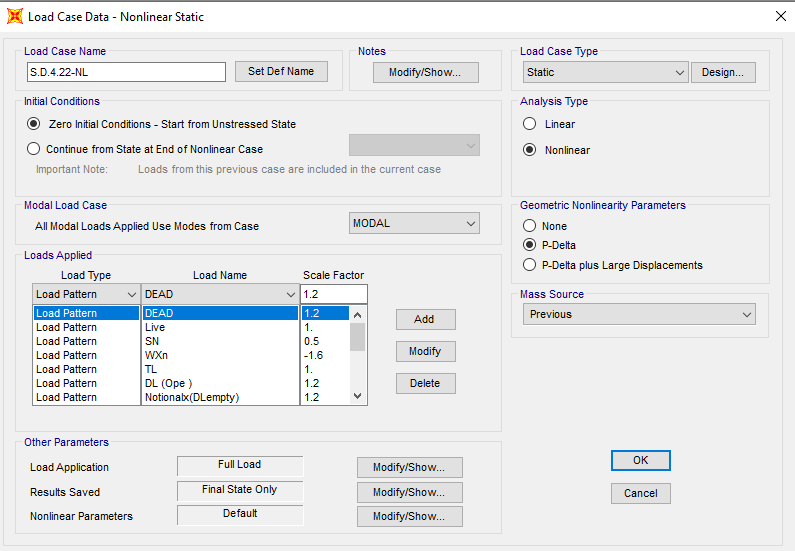 Load Case Data - Nonlinear Static
Load Case Name
S.D.4.22-NL
Set Def Name
Notes
Modify/Show...
Load Case Type
Static
Design...
Initial Conditions
Zero Initial Conditions - Start from Unstressed State
Continue from State at End of Nonlinear Case
Important Note: Loads from this previous case are included in the current case
Analysis Type
Linear
Nonlinear
Modal Load Case
All Modal Loads Applied Use Modes from Case
MODAL
Geometric Nonlinearity Parameters
None
P-Delta
P-Delta plus Large Displacements
Loads Applied
Load Type Load Name Scale Factor
Load Pattern DEAD 1.2
Load Pattern DEAD 1.2
Load Pattern Live 1.
Load Pattern SN 0.5
Load Pattern WXn -1.6
Load Pattern TL 1.
Load Pattern DL (Ope ) 1.2
Load Pattern Notionalx(DLempty) 1.2
Add
Modify
Delete
Mass Source
Previous
Other Parameters
Load Application Full Load Modify/Show...
Results Saved Final State Only Modify/Show...
Nonlinear Parameters Default Modify/Show...
OK
Cancel